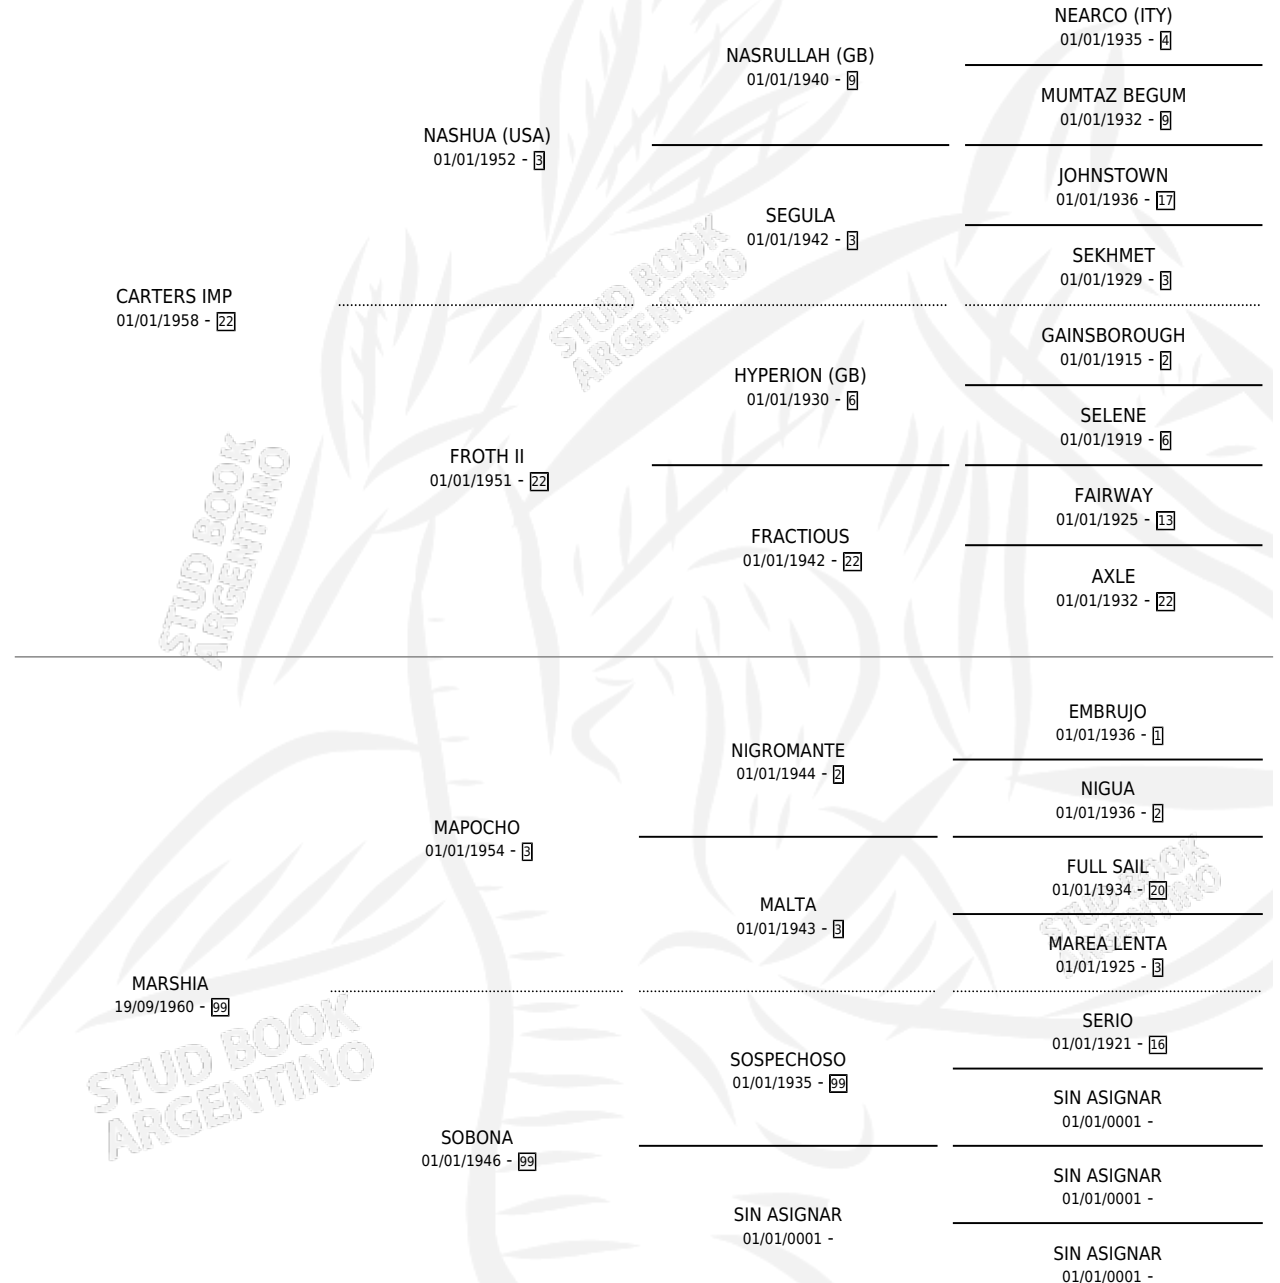 NEARCO (ITY)
01/01/1935 - 4
NASRULLAH (GB)
01/01/1940 - 9
MUMTAZ BEGUM
01/01/1932 - 9
NASHUA (USA)
01/01/1952 - 3
JOHNSTOWN
01/01/1936 - 17
SEGULA
01/01/1942 - 3
SEKHMET
01/01/1929 - 3
CARTERS IMP
01/01/1958 - 22
GAINSBOROUGH
01/01/1915 - 2
HYPERION (GB)
01/01/1930 - 6
SELENE
01/01/1919 - 6
FROTH II
01/01/1951 - 22
FAIRWAY
01/01/1925 - 13
FRACTIOUS
01/01/1942 - 22
AXLE
01/01/1932 - 22
EMBRUJO
01/01/1936 - 1
NIGROMANTE
01/01/1944 - 2
NIGUA
01/01/1936 - 2
MAPOCHO
01/01/1954 - 3
FULL SAIL
01/01/1934 - 20
MALTA
01/01/1943 - 3
MAREA LENTA
01/01/1925 - 3
MARSHIA
19/09/1960 - 99
SERIO
01/01/1921 - 16
SOSPECHOSO
01/01/1935 - 99
SIN ASIGNAR
01/01/0001 -
SOBONA
01/01/1946 - 99
SIN ASIGNAR
01/01/0001 -
SIN ASIGNAR
01/01/0001 -
SIN ASIGNAR
01/01/0001 -
STUD BOOK
ARGENTINO
STUD BOOK
ARGENTINO
STUD BOOK
ARGENTINO
STUD BOOK
ARGENTINO